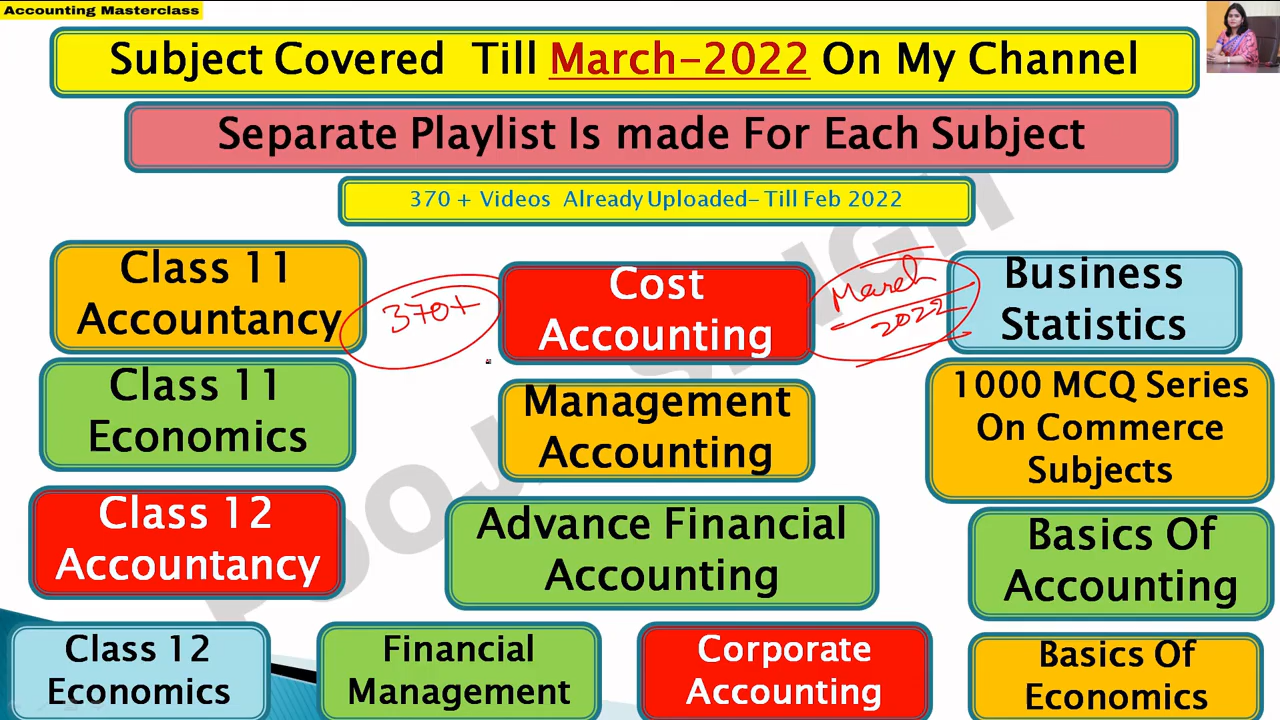 Accounting Masterclass
Subject Covered Till March-2022 On My Channel
Separate Playlist Is made For Each Subject
370 + Videos Already Uploaded- Till Feb 2022
Class 11
Accountancy
370+
Cost
Accounting
March
2022
Business
Statistics
Class 11
Economics
Management
Accounting
1000 MCQ Series
On Commerce
Subjects
Class 12
Accountancy
Advance Financial
Accounting
Basics Of
Accounting
Class 12
Economics
Financial
Management
Corporate
Accounting
Basics Of
Economics